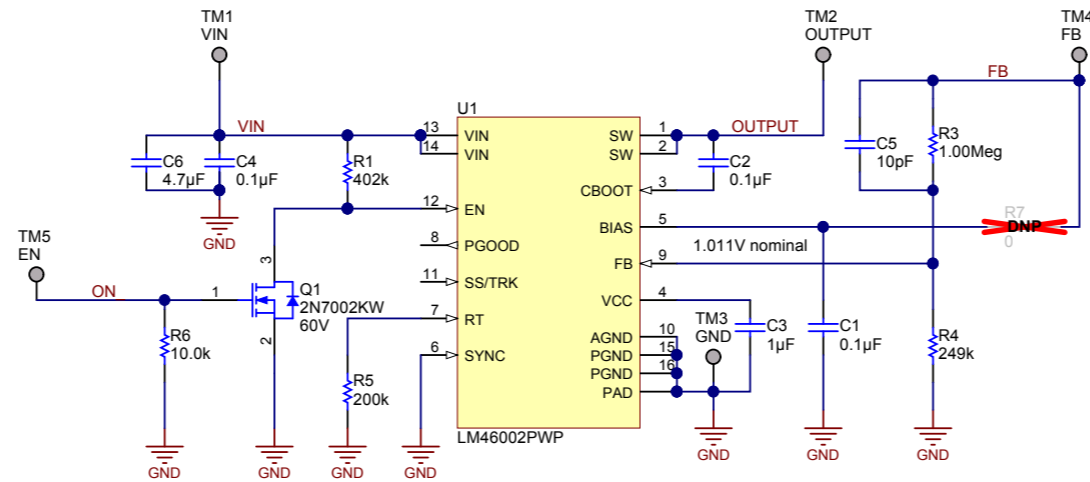 TM1
VIN
TM2
OUTPUT
TM4
FB
FB
U1
VIN
OUTPUT
13
VIN
14
VIN
SW
1
SW
2
C6
4.7µF
C4
0.1µF
R1
402k
C2
0.1µF
C5
10pF
R3
1.00Meg
CBOOT
3
GND
12
EN
BIAS
5
R7
DNP
0
TM5
EN
8
PGOOD
1.011V nominal
FB
9
3
ON
1
11
SS/TRK
Q1
2N7002KW
60V
VCC
4
7
RT
TM3
GND
C3
1µF
C1
0.1µF
R4
249k
R6
10.0k
2
AGND
10
6
SYNC
PGND
15
PGND
16
R5
200k
PAD
LM46002PWP
GND
GND
GND
GND
GND
GND
GND